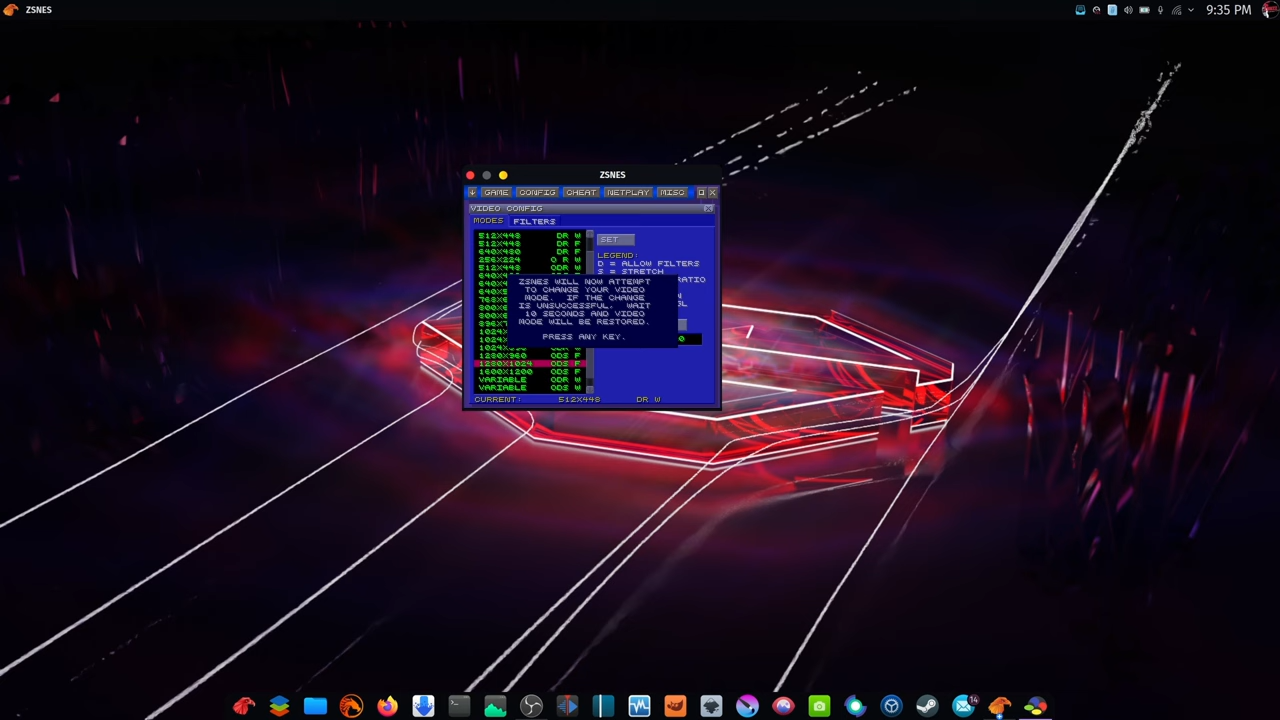 ZSNES
9:35 PM
ZSNES
GAME CONFIG CHEAT NETPLAY MISC
VIDEO CONFIG
MODES FILTERS
512X448 DR W
512X448 DR F
640X480 DR F
256X224 O R W
512X448 ODR W
SET
LEGEND:
D = ALLOW FILTERS
S = STRETCH
ZSNES WILL NOW ATTEMPT
TO CHANGE YOUR VIDEO
MODE. IF THE CHANGE
IS UNSUCCESSFUL, WAIT
10 SECONDS AND VIDEO
MODE WILL BE RESTORED.
PRESS ANY KEY.
1280X960 ODS F
1280X1024 ODS F
1600X1200 ODS F
VARIABLE ODR W
VARIABLE ODS W
CURRENT: 512X448 DR W
14